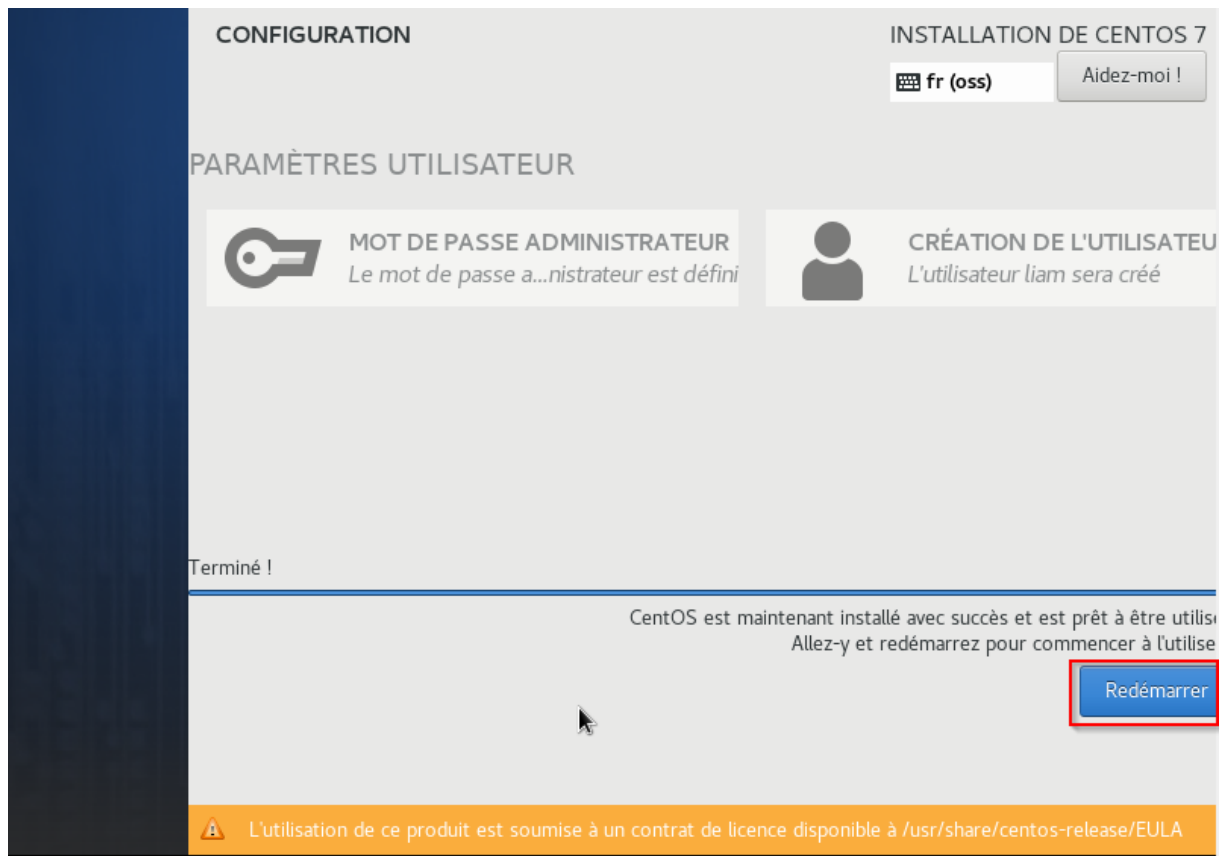 CONFIGURATION
INSTALLATION DE CENTOS 7
fr (oss)
Aidez-moi !
PARAMÈTRES UTILISATEUR
MOT DE PASSE ADMINISTRATEUR
Le mot de passe a...nistrateur est défini
CRÉATION DE L'UTILISATEU
L'utilisateur liam sera créé
Terminé !
CentOS est maintenant installé avec succès et est prêt à être utilis
Allez-y et redémarrez pour commencer à l'utilise
Redémarrer
L'utilisation de ce produit est soumise à un contrat de licence disponible à /usr/share/centos-release/EULA